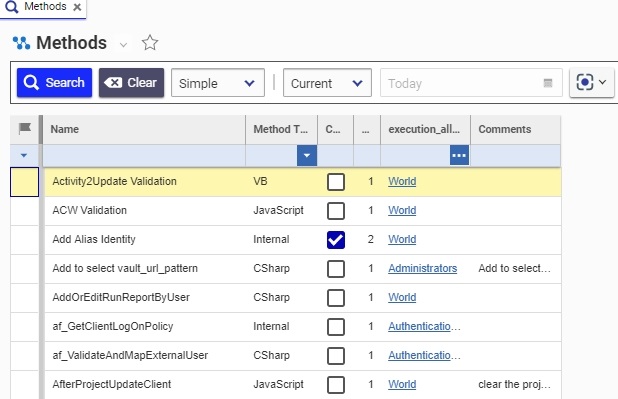 Methods ×
Methods
Search Clear Simple Current Today
Name Method T... C... ... execution_all... Comments
Activity2Update Validation VB 1 World
ACW Validation JavaScript 1 World
Add Alias Identity Internal 2 World
Add to select vault_url_pattern CSharp 1 Administrators Add to select...
AddOrEditRunReportByUser CSharp 1 World
af_GetClientLogOnPolicy Internal 1 Authenticatio...
af_ValidateAndMapExternalUser CSharp 1 Authenticatio...
AfterProjectUpdateClient JavaScript 1 World clear the proj...